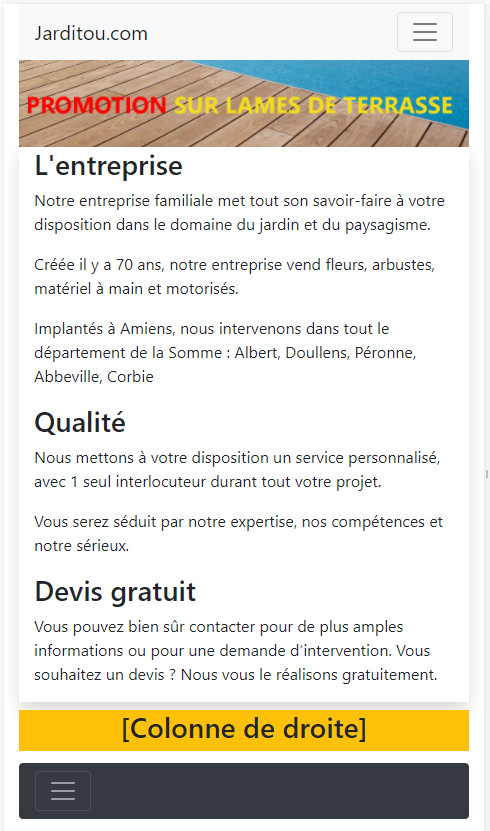 Jarditou.com
PROMOTION SUR LAMES DE TERRASSE
L'entreprise
Notre entreprise familiale met tout son savoir-faire à votre
disposition dans le domaine du jardin et du paysagisme.
Créée il y a 70 ans, notre entreprise vend fleurs, arbustes,
matériel à main et motorisés.
Implantés à Amiens, nous intervenons dans tout le
département de la Somme : Albert, Doullens, Péronne,
Abbeville, Corbie
Qualité
Nous mettons à votre disposition un service personnalisé,
avec 1 seul interlocuteur durant tout votre projet.
Vous serez séduit par notre expertise, nos compétences et
notre sérieux.
Devis gratuit
Vous pouvez bien sûr contacter pour de plus amples
informations ou pour une demande d’intervention. Vous
souhaitez un devis ? Nous vous le réalisons gratuitement.
[Colonne de droite]